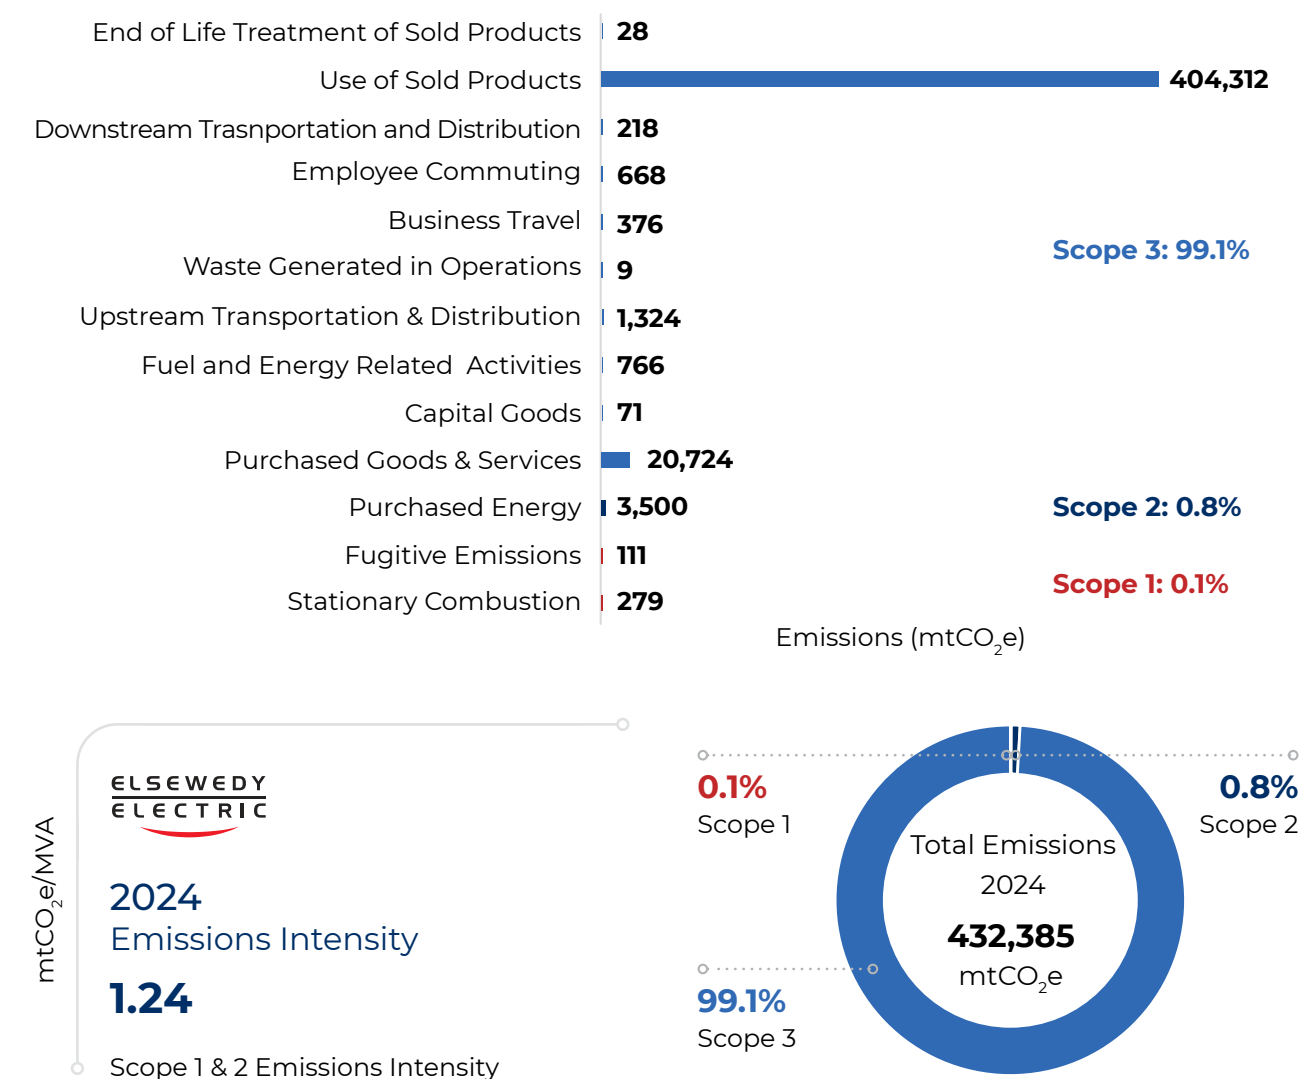 End of Life Treatment of Sold Products 28
Use of Sold Products 404,312
Downstream Trasnportation and Distribution 218
Employee Commuting 668
Business Travel 376
Scope 3: 99.1%
Waste Generated in Operations 9
Upstream Transportation & Distribution 1,324
Fuel and Energy Related Activities 766
Capital Goods 71
Purchased Goods & Services 20,724
Purchased Energy 3,500 Scope 2: 0.8%
Fugitive Emissions 111
Scope 1: 0.1%
Stationary Combustion 279
Emissions (mtCO₂e)
mtCO₂e/MVA
ELSEWEDY
ELECTRIC
2024
Emissions Intensity
1.24
Scope 1 & 2 Emissions Intensity
0.1%
Scope 1
0.8%
Scope 2
Total Emissions
2024
432,385
mtCO₂e
99.1%
Scope 3